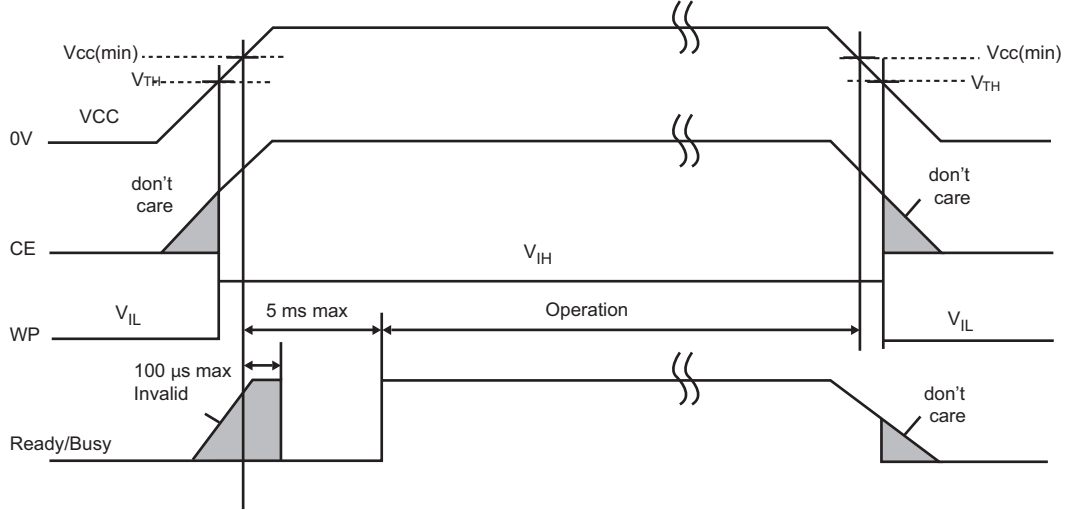 Vcc(min)
Vcc(min)
VTH
VTH
VCC
0V
don't
care
don't
care
CE
VIH
VIL
5 ms max
Operation
VIL
WP
100 µs max
Invalid
don't
care
Ready/Busy